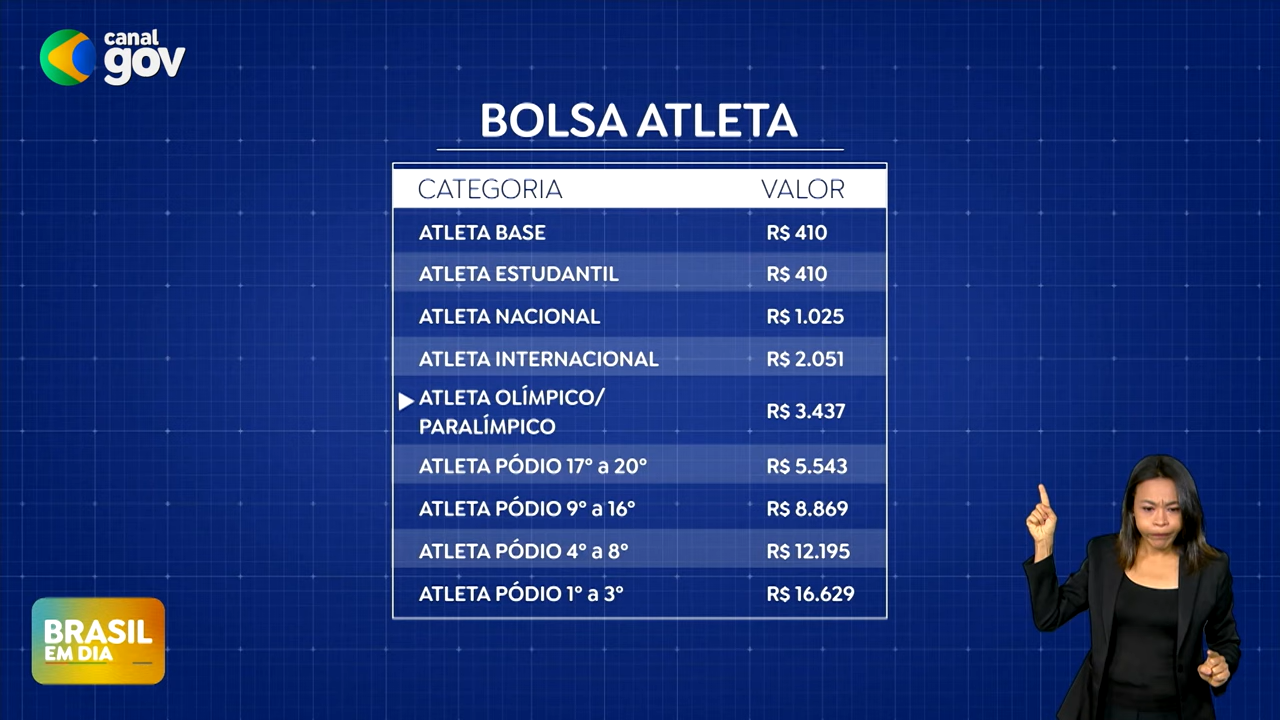 canal
gov
BOLSA ATLETA
CATEGORIA VALOR
ATLETA BASE R$ 410
ATLETA ESTUDANTIL R$ 410
ATLETA NACIONAL R$ 1.025
ATLETA INTERNACIONAL R$ 2.051
ATLETA OLÍMPICO/
PARALÍMPICO R$ 3.437
ATLETA PÓDIO 17° a 20° R$ 5.543
ATLETA PÓDIO 9° a 16° R$ 8.869
ATLETA PÓDIO 4° a 8° R$ 12.195
ATLETA PÓDIO 1° a 3° R$ 16.629
BRASIL
EM DIA